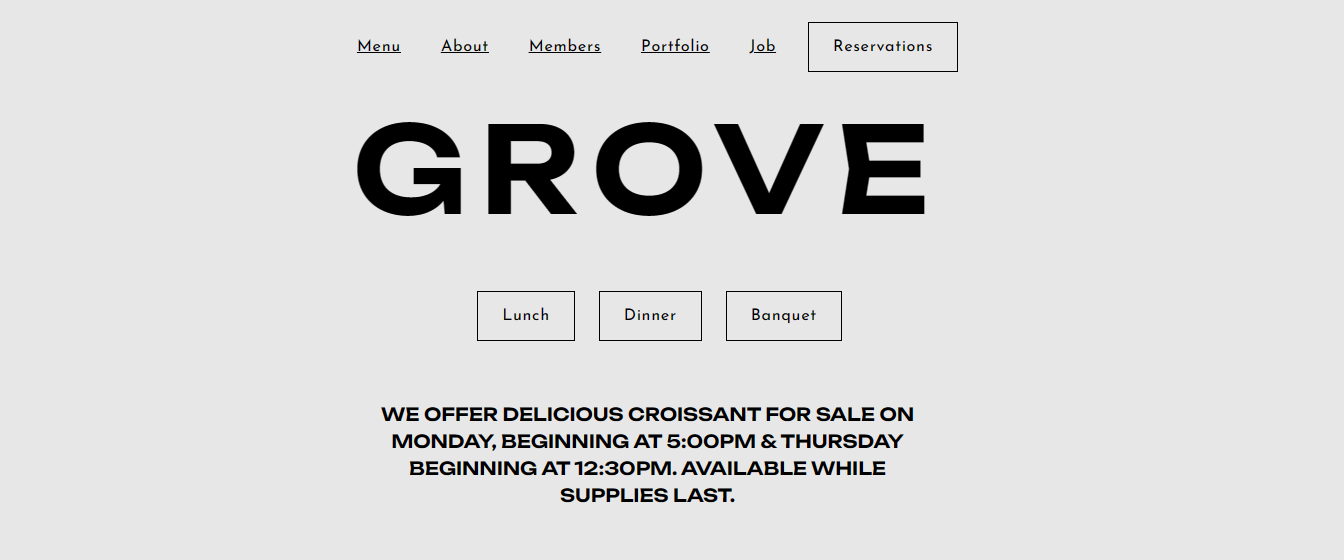 Menu About Members Portfolio Job Reservations
GROVE
Lunch Dinner Banquet
WE OFFER DELICIOUS CROISSANT FOR SALE ON
MONDAY, BEGINNING AT 5:00PM & THURSDAY
BEGINNING AT 12:30PM. AVAILABLE WHILE
SUPPLIES LAST.